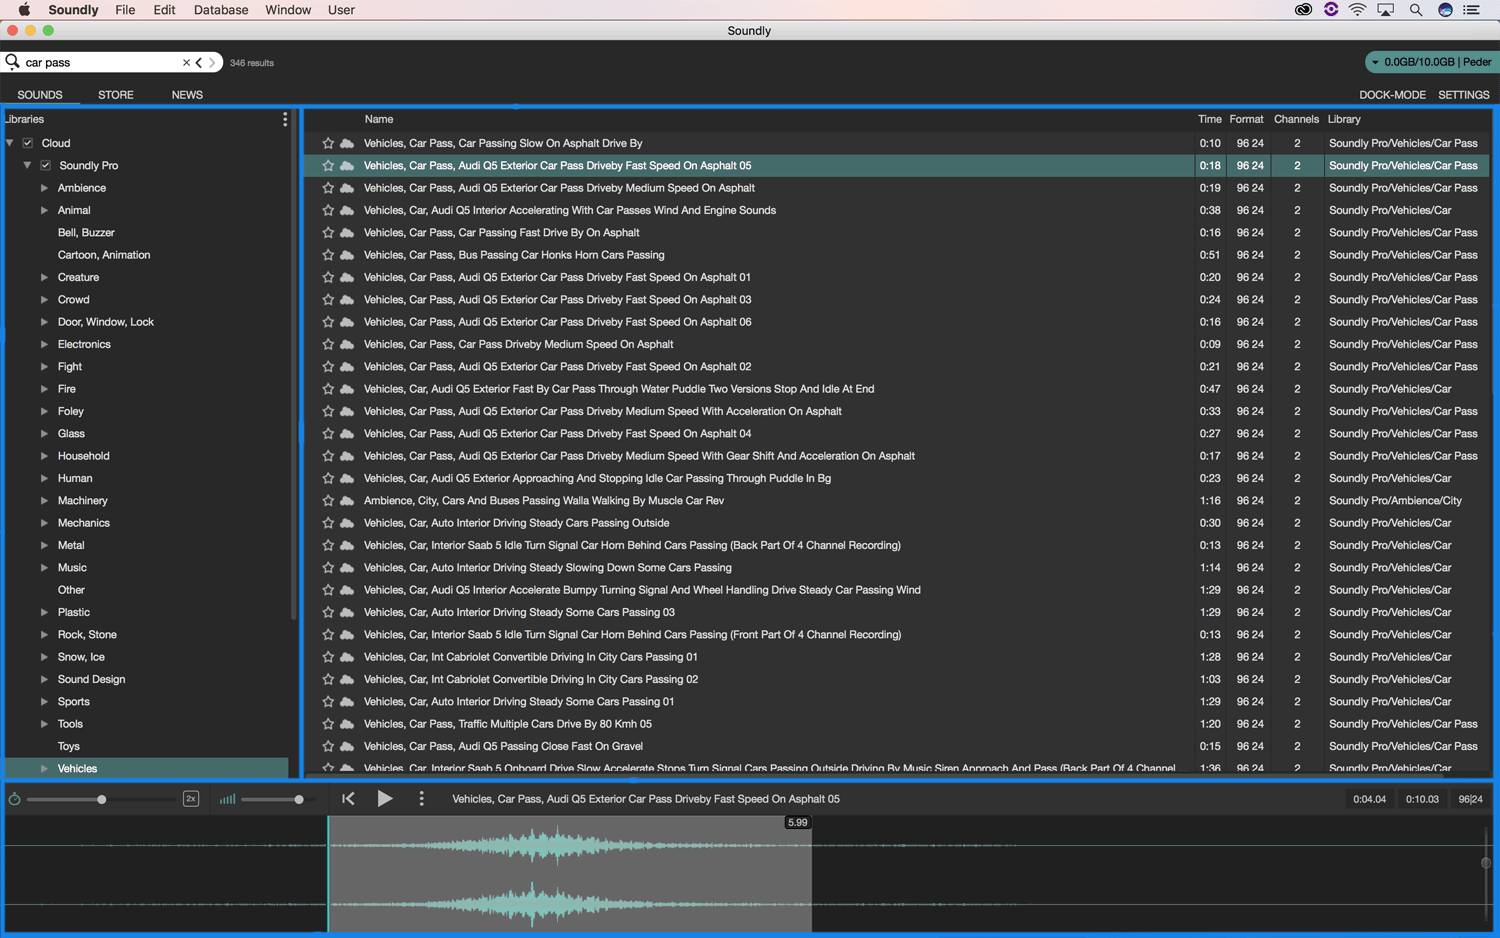 Soundly File Edit Database Window User
Soundly
car pass 346 results
0.0GB/10.0GB | Peder
SOUNDS STORE NEWS DOCK-MODE SETTINGS
Libraries
Cloud
Soundly Pro
Ambience
Animal
Bell, Buzzer
Cartoon, Animation
Creature
Crowd
Door, Window, Lock
Electronics
Fight
Fire
Foley
Glass
Household
Human
Machinery
Mechanics
Metal
Music
Other
Plastic
Rock, Stone
Snow, Ice
Sound Design
Sports
Tools
Toys
Vehicles
Name Time Format Channels Library
Vehicles, Car Pass, Car Passing Slow On Asphalt Drive By 0:10 96 24 2 Soundly Pro/Vehicles/Car Pass
Vehicles, Car Pass, Audi Q5 Exterior Car Pass Driveby Fast Speed On Asphalt 05 0:18 96 24 2 Soundly Pro/Vehicles/Car Pass
Vehicles, Car Pass, Audi Q5 Exterior Car Pass Driveby Medium Speed On Asphalt 0:19 96 24 2 Soundly Pro/Vehicles/Car Pass
Vehicles, Car, Audi Q5 Interior Accelerating With Car Passes Wind And Engine Sounds 0:38 96 24 2 Soundly Pro/Vehicles/Car
Vehicles, Car Pass, Car Passing Fast Drive By On Asphalt 0:16 96 24 2 Soundly Pro/Vehicles/Car Pass
Vehicles, Car Pass, Bus Passing Car Honks Horn Cars Passing 0:51 96 24 2 Soundly Pro/Vehicles/Car Pass
Vehicles, Car Pass, Audi Q5 Exterior Car Pass Driveby Fast Speed On Asphalt 01 0:20 96 24 2 Soundly Pro/Vehicles/Car Pass
Vehicles, Car Pass, Audi Q5 Exterior Car Pass Driveby Fast Speed On Asphalt 03 0:24 96 24 2 Soundly Pro/Vehicles/Car Pass
Vehicles, Car Pass, Audi Q5 Exterior Car Pass Driveby Fast Speed On Asphalt 06 0:16 96 24 2 Soundly Pro/Vehicles/Car Pass
Vehicles, Car Pass, Car Pass Driveby Medium Speed On Asphalt 0:09 96 24 2 Soundly Pro/Vehicles/Car Pass
Vehicles, Car Pass, Audi Q5 Exterior Car Pass Driveby Fast Speed On Asphalt 02 0:21 96 24 2 Soundly Pro/Vehicles/Car Pass
Vehicles, Car, Audi Q5 Exterior Fast By Car Pass Through Water Puddle Two Versions Stop And Idle At End 0:47 96 24 2 Soundly Pro/Vehicles/Car
Vehicles, Car Pass, Audi Q5 Exterior Car Pass Driveby Medium Speed With Acceleration On Asphalt 0:33 96 24 2 Soundly Pro/Vehicles/Car Pass
Vehicles, Car Pass, Audi Q5 Exterior Car Pass Driveby Fast Speed On Asphalt 04 0:27 96 24 2 Soundly Pro/Vehicles/Car Pass
Vehicles, Car Pass, Audi Q5 Exterior Car Pass Driveby Medium Speed With Gear Shift And Acceleration On Asphalt 0:17 96 24 2 Soundly Pro/Vehicles/Car Pass
Vehicles, Car, Audi Q5 Exterior Approaching And Stopping Idle Car Passing Through Puddle In Bg 0:23 96 24 2 Soundly Pro/Vehicles/Car
Ambience, City, Cars And Buses Passing Walla Walking By Muscle Car Rev 1:16 96 24 2 Soundly Pro/Ambience/City
Vehicles, Car, Auto Interior Driving Steady Cars Passing Outside 0:30 96 24 2 Soundly Pro/Vehicles/Car
Vehicles, Car, Interior Saab 5 Idle Turn Signal Car Horn Behind Cars Passing (Back Part Of 4 Channel Recording) 0:13 96 24 2 Soundly Pro/Vehicles/Car
Vehicles, Car, Auto Interior Driving Steady Slowing Down Some Cars Passing 1:14 96 24 2 Soundly Pro/Vehicles/Car
Vehicles, Car, Audi Q5 Interior Accelerate Bumpy Turning Signal And Wheel Handling Drive Steady Car Passing Wind 1:29 96 24 2 Soundly Pro/Vehicles/Car
Vehicles, Car, Auto Interior Driving Steady Some Cars Passing 03 1:29 96 24 2 Soundly Pro/Vehicles/Car
Vehicles, Car, Interior Saab 5 Idle Turn Signal Car Horn Behind Cars Passing (Front Part Of 4 Channel Recording) 0:13 96 24 2 Soundly Pro/Vehicles/Car
Vehicles, Car, Int Cabriolet Convertible Driving In City Cars Passing 01 1:28 96 24 2 Soundly Pro/Vehicles/Car
Vehicles, Car, Int Cabriolet Convertible Driving In City Cars Passing 02 1:03 96 24 2 Soundly Pro/Vehicles/Car
Vehicles, Car, Auto Interior Driving Steady Some Cars Passing 01 1:29 96 24 2 Soundly Pro/Vehicles/Car
Vehicles, Car Pass, Traffic Multiple Cars Drive By 80 Kmh 05 1:20 96 24 2 Soundly Pro/Vehicles/Car Pass
Vehicles, Car Pass, Audi Q5 Passing Close Fast On Gravel 0:15 96 24 2 Soundly Pro/Vehicles/Car Pass
Vehicles, Car, Interior Saab 5 Onboard Drive Slow Accelerate Stops Turn Signal Cars Passing Outside Driving By Music Siren Approach And Pass (Back Part Of 4 Channel 1:36 96 24 2 Soundly Pro/Vehicles/Car
2x Vehicles, Car Pass, Audi Q5 Exterior Car Pass Driveby Fast Speed On Asphalt 05 0:04.04 0:10.03 96|24
5.99